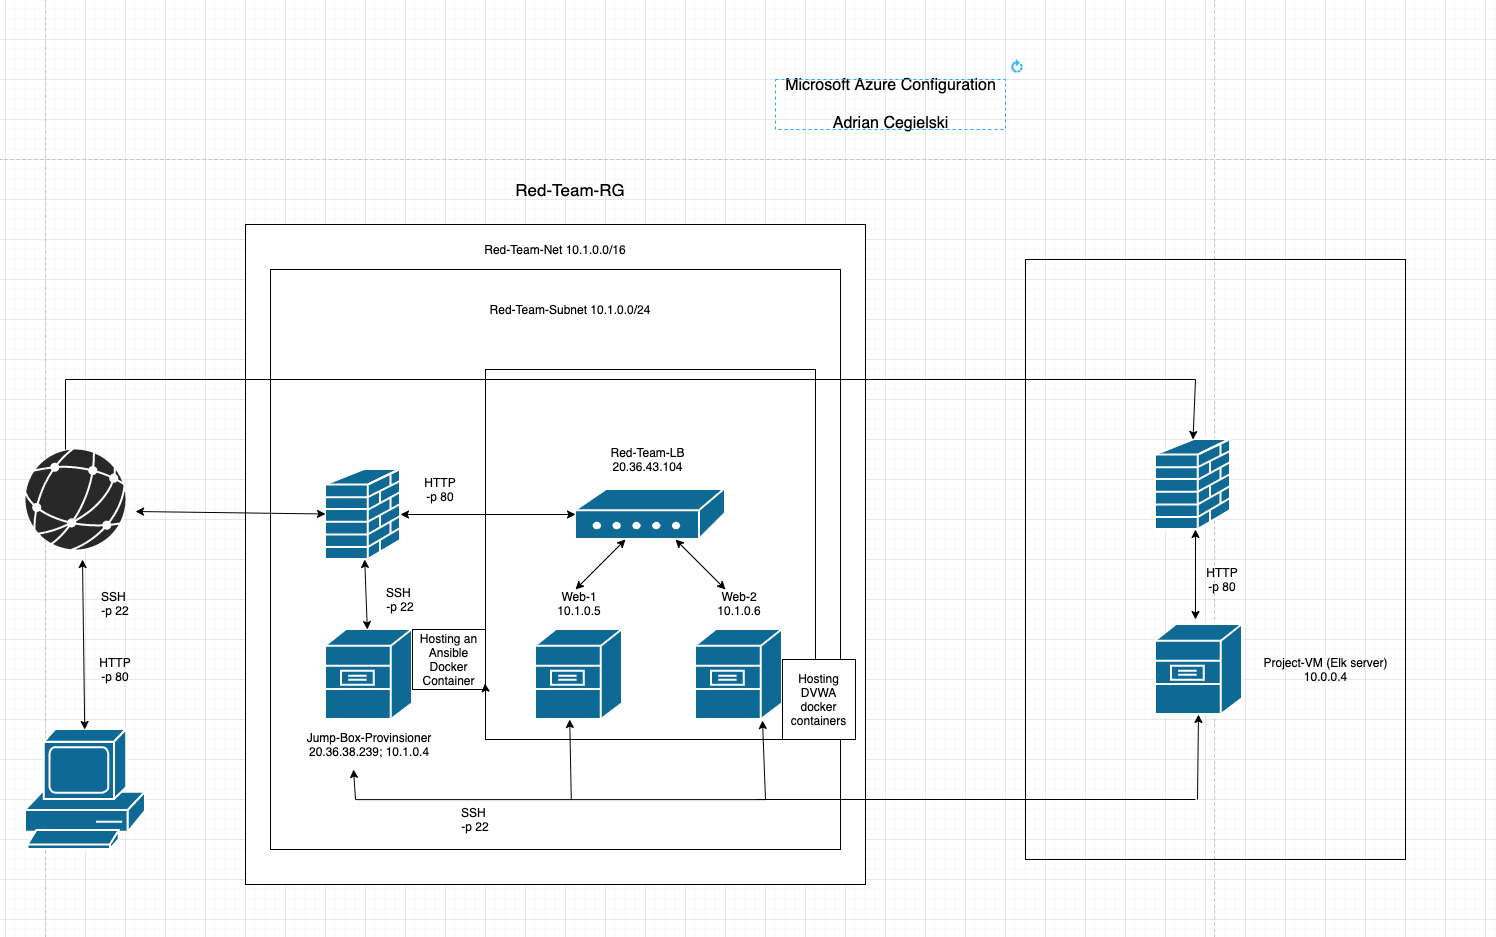 Microsoft Azure Configuration
Adrian Cegielski
Red-Team-RG
Red-Team-Net 10.1.0.0/16
Red-Team-Subnet 10.1.0.0/24
Red-Team-LB
20.36.43.104
HTTP
-p 80
SSH
-p 22
HTTP
-p 80
SSH
-p 22
Hosting an
Ansible
Docker
Container
Jump-Box-Provinsioner
20.36.38.239; 10.1.0.4
Web-1
10.1.0.5
Web-2
10.1.0.6
Hosting
DVWA
docker
containers
SSH
-p 22
HTTP
-p 80
Project-VM (Elk server)
10.0.0.4